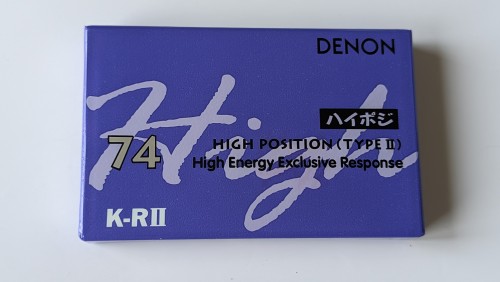 DENON
High
ハイポジ
74
HIGH POSITION (TYPE II)
High Energy Exclusive Response
K-RII